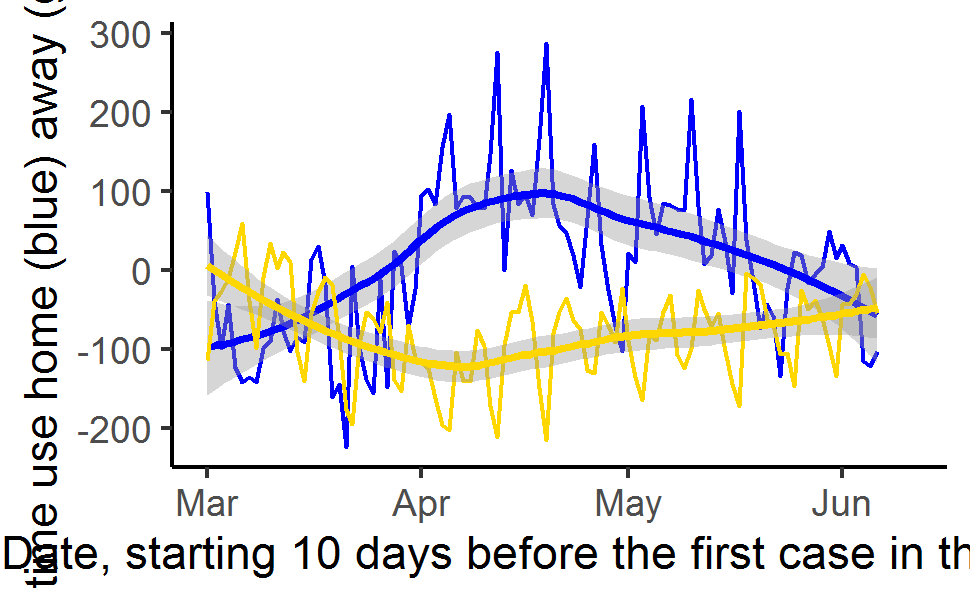 time use home (blue) away (
300
200
100
0
-100
-200
Mar Apr May Jun
Date, starting 10 days before the first case in th